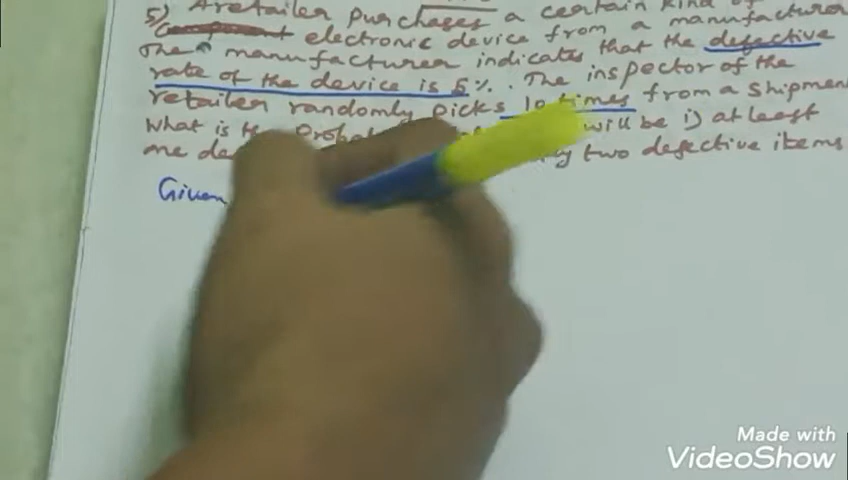 5) A retailer purchases a certain kind of
electronic device from a manufacturer
The manufacturer indicates that the defective
rate of the device is 5%. The inspector of the
retailer randomly picks 10 times from a shipment
What is the will be i) at least
one two defective items
Given
Made with
VideoShow